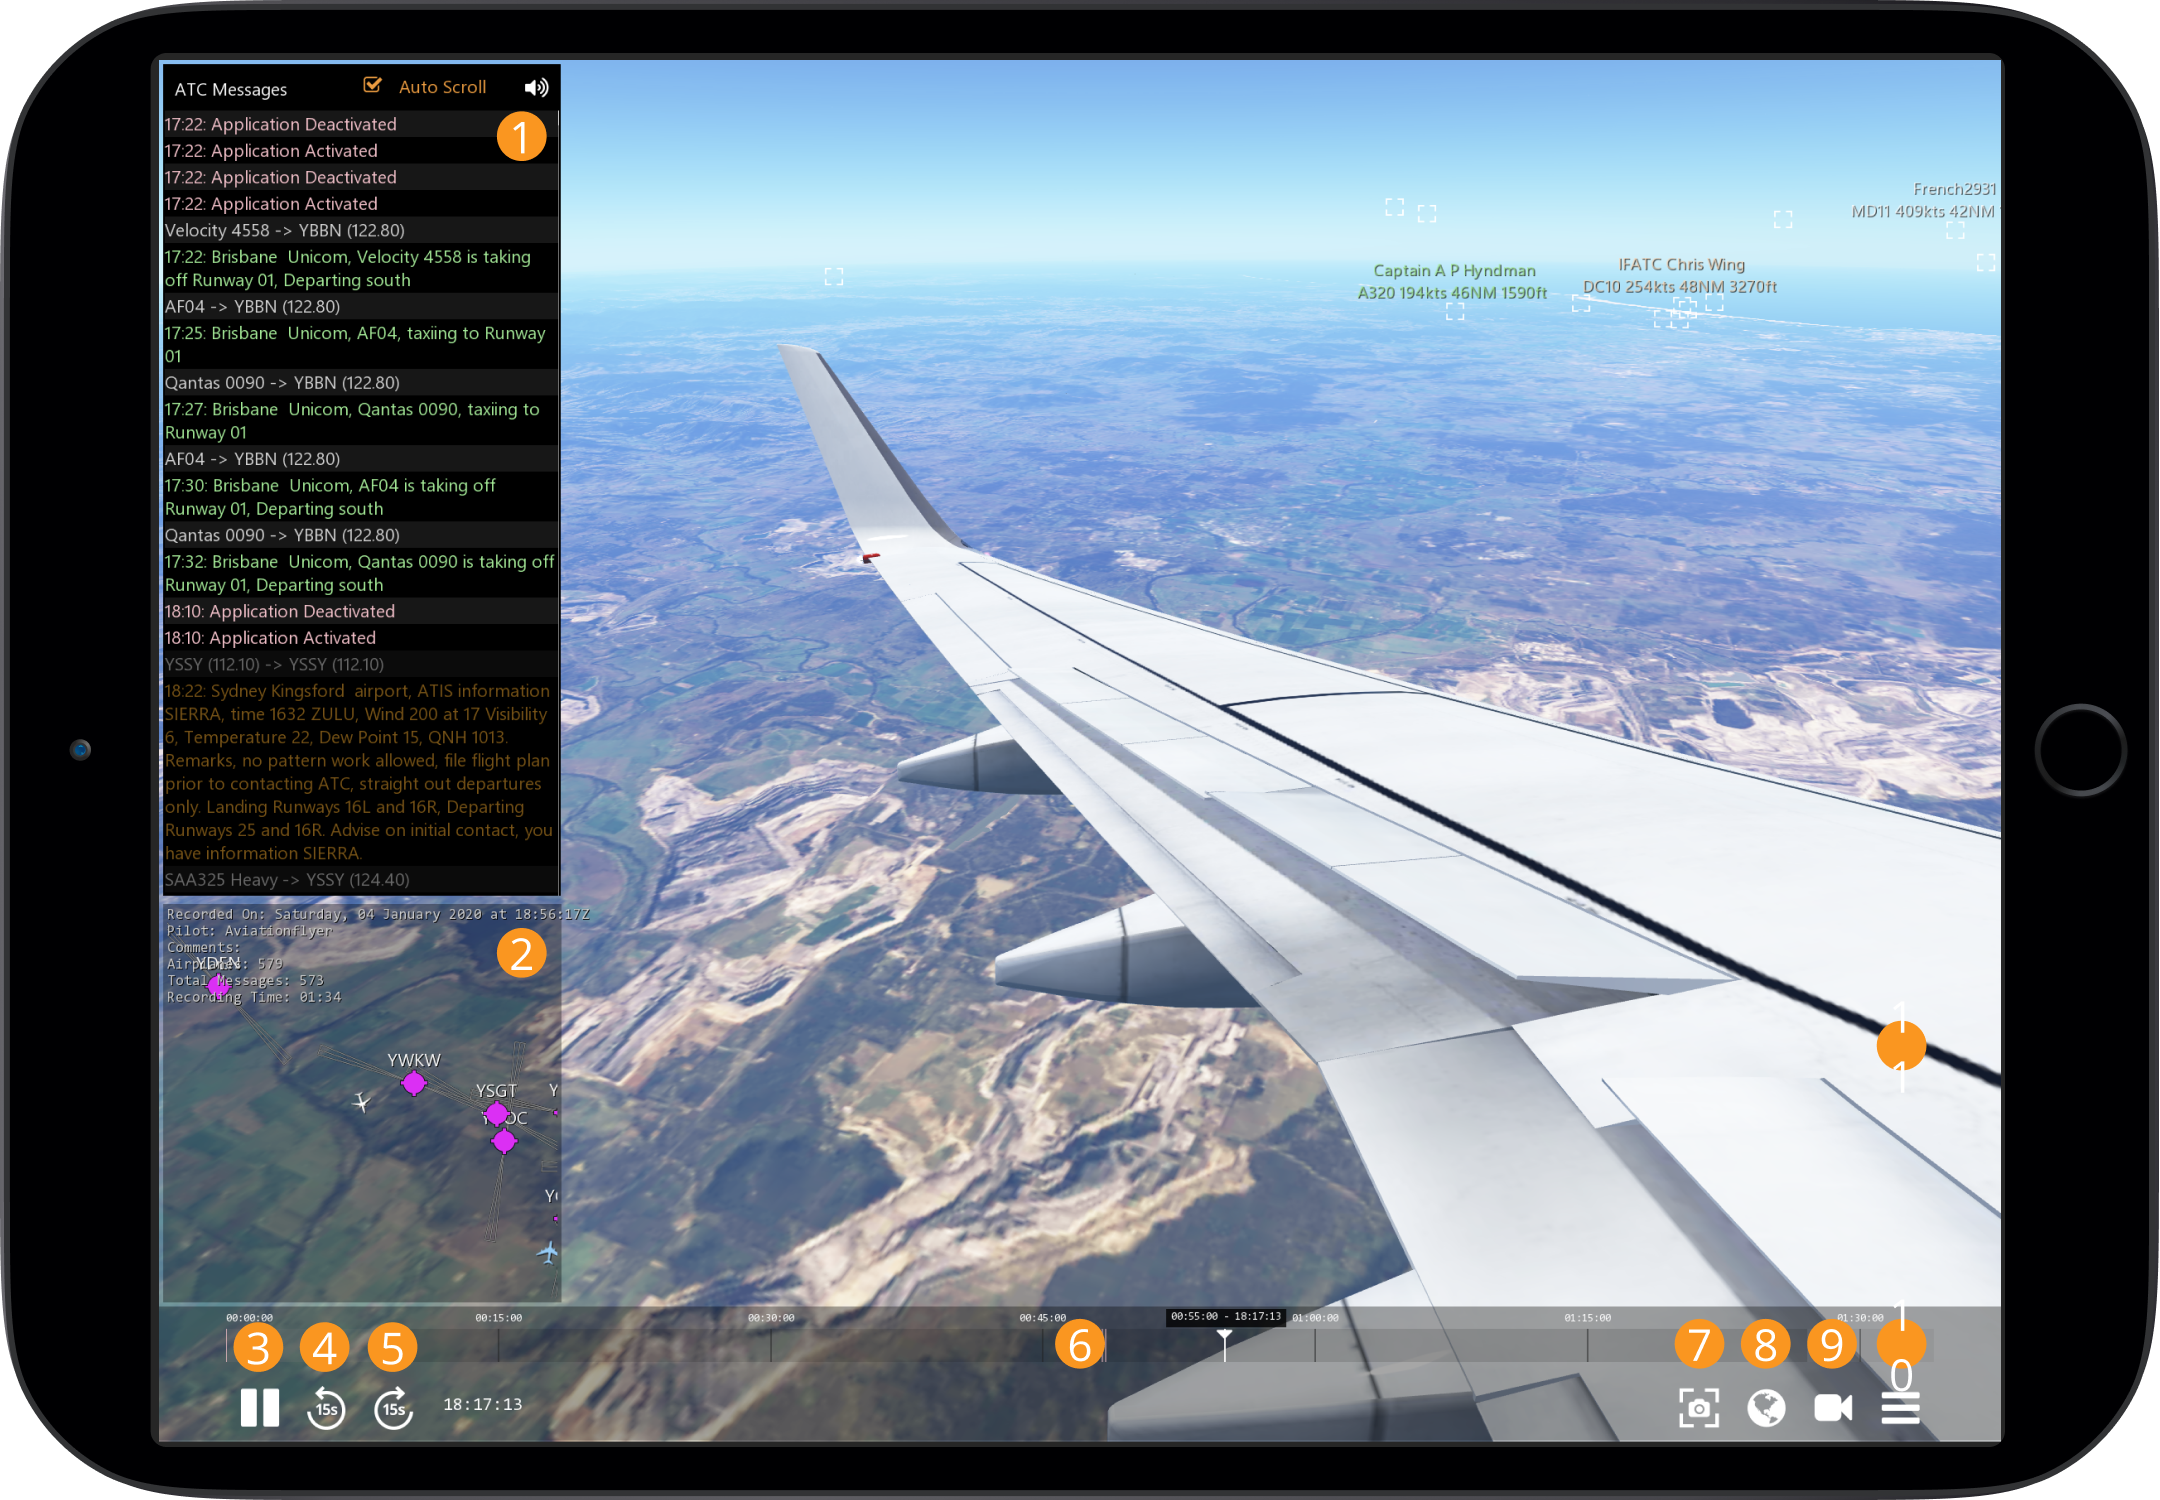 ATC Messages
Auto Scroll
17:22: Application Deactivated
1
17:22: Application Activated
17:22: Application Deactivated
17:22: Application Activated
Velocity 4558 -> YBBN (122.80)
17:22: Brisbane  Unicom, Velocity 4558 is taking
off Runway 01, Departing south
AF04 -> YBBN (122.80)
17:25: Brisbane  Unicom, AF04, taxiing to Runway
01
Qantas 0090 -> YBBN (122.80)
17:27: Brisbane  Unicom, Qantas 0090, taxiing to
Runway 01
AF04 -> YBBN (122.80)
17:30: Brisbane  Unicom, AF04 is taking off
Runway 01, Departing south
Qantas 0090 -> YBBN (122.80)
17:32: Brisbane  Unicom, Qantas 0090 is taking off
Runway 01, Departing south
18:10: Application Deactivated
18:10: Application Activated
YSSY (112.10) -> YSSY (112.10)
18:22: Sydney Kingsford  airport, ATIS information
SIERRA, time 1632 ZULU, Wind 200 at 17 Visibility
6, Temperature 22, Dew Point 15, QNH 1013.
Remarks, no pattern work allowed, file flight plan
prior to contacting ATC, straight out departures
only. Landing Runways 16L and 16R, Departing
Runways 25 and 16R. Advise on initial contact, you
have information SIERRA.
SAA325 Heavy -> YSSY (124.40)
French2931
MD11 409kts 42NM
IFATC Chris Wing
DC10 254kts 48NM 3270ft
Captain A P Hyndman
A320 194kts 46NM 1590ft
Recorded On: Saturday, 04 January 2020 at 18:56:17Z
Pilot: Aviationflyer
Comments:
2
Airplanes: 579
Total Messages: 573
Recording Time: 01:34
YWKW
YSGT
Y
11
00:00:00 00:15:00 00:30:00 00:45:00 00:55:00 - 18:17:13 01:00:00 01:15:00 01:30:00
3 4 5 6 7 8 9 10
15s 15s 18:17:13